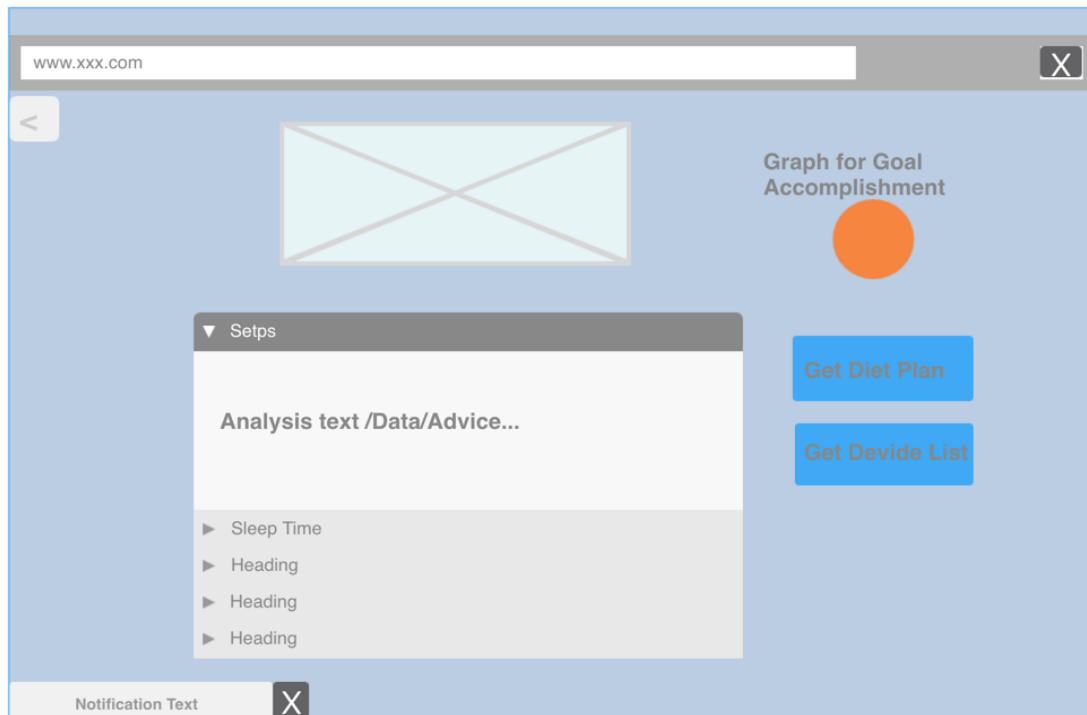 www.xxx.com
X
<
Graph for Goal
Accomplishment
▼ Setps
Analysis text /Data/Advice...
► Sleep Time
► Heading
► Heading
► Heading
Get Diet Plan
Get Devide List
Notification Text
X